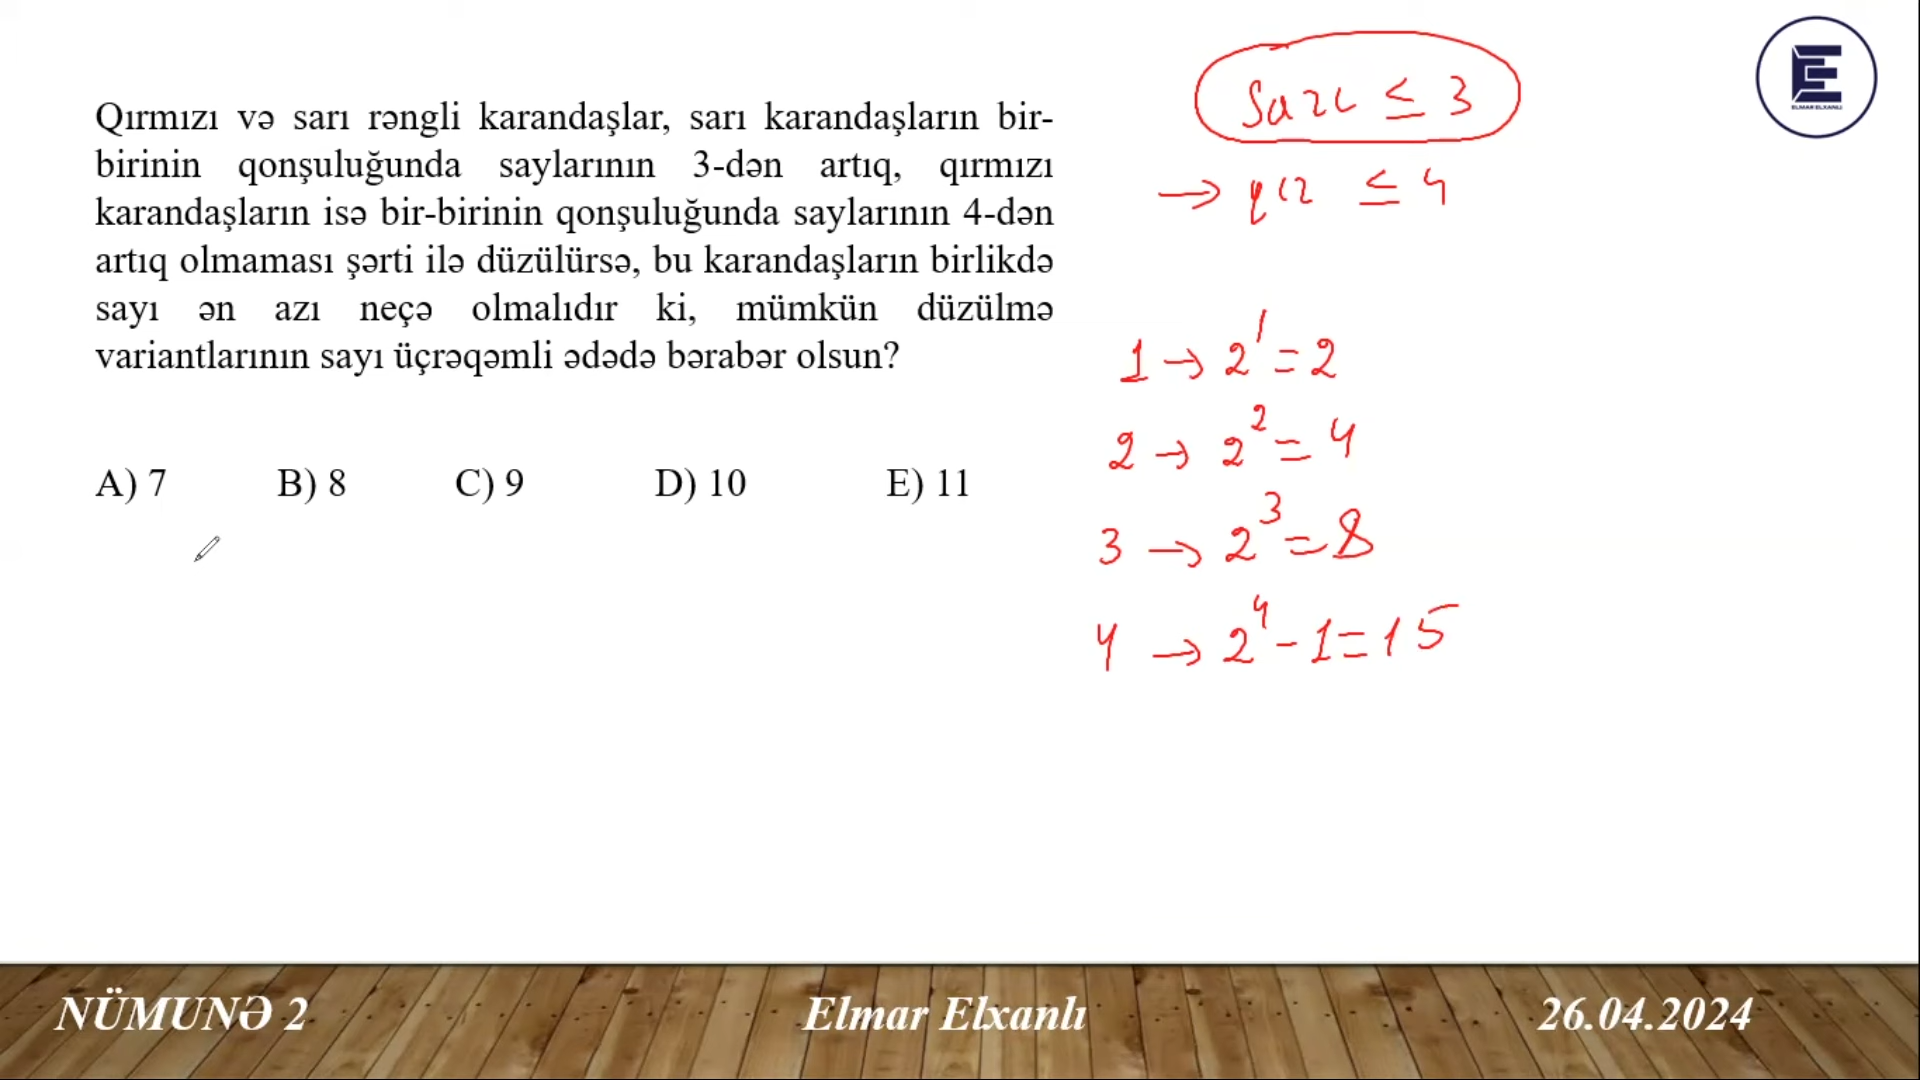 Qırmızı və sarı rəngli karandaşlar, sarı karandaşların bir-
birinin qonşuluğunda saylarının 3-dən artıq, qırmızı
karandaşların isə bir-birinin qonşuluğunda saylarının 4-dən
artıq olmaması şərti ilə düzülürsə, bu karandaşların birlikdə
sayı ən azı neçə olmalıdır ki, mümkün düzülmə
variantlarının sayı üçrəqəmli ədədə bərabər olsun?
A) 7 B) 8 C) 9 D) 10 E) 11
Sarı ≤ 3
→ qız ≤ 4
1 → 2¹ = 2
2 → 2² = 4
3 → 2³ = 8
4 → 2⁴ - 1 = 15
E
ELMAR ELXANLI
NÜMUNƏ 2
Elmar Elxanlı
26.04.2024